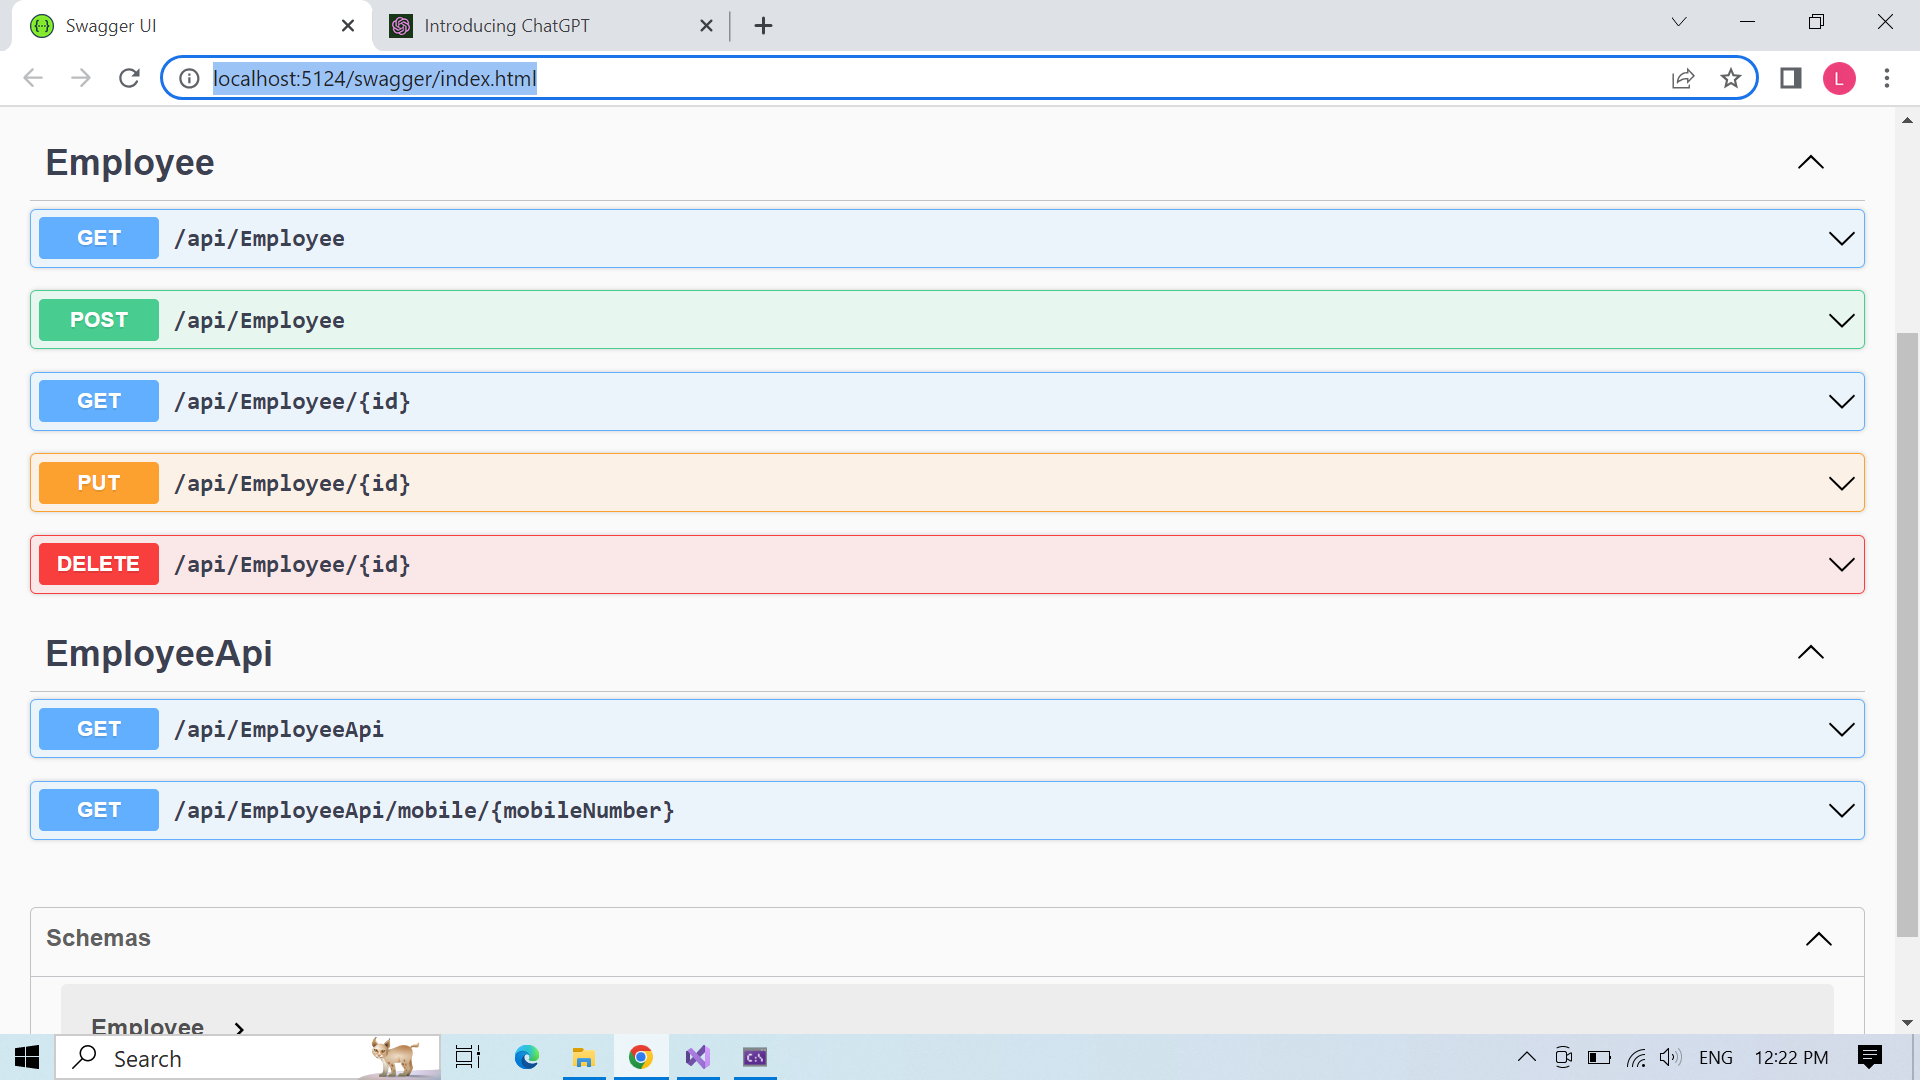 Swagger UI
Introducing ChatGPT
localhost:5124/swagger/index.html
L
Employee
GET /api/Employee
POST /api/Employee
GET /api/Employee/{id}
PUT /api/Employee/{id}
DELETE /api/Employee/{id}
EmployeeApi
GET /api/EmployeeApi
GET /api/EmployeeApi/mobile/{mobileNumber}
Schemas
Employee
Search
C:\
ENG
12:22 PM